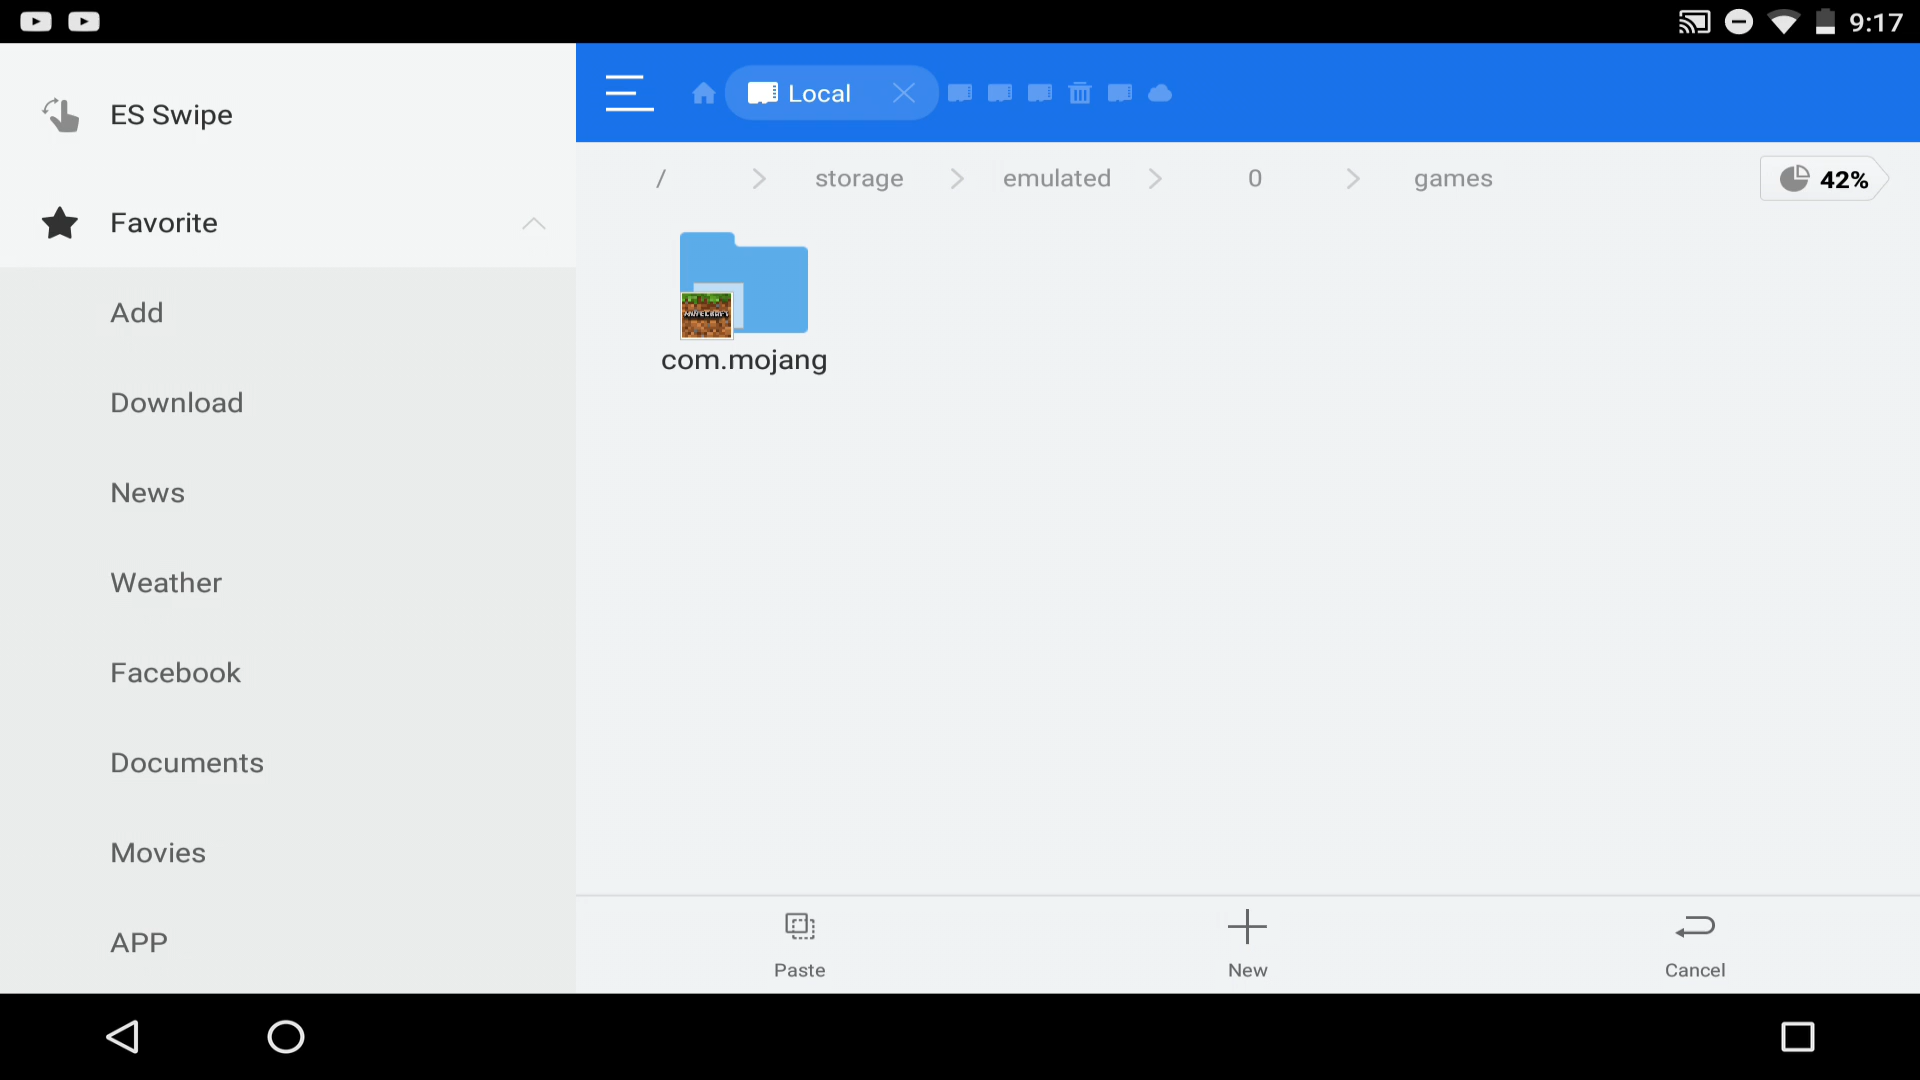 9:17
ES Swipe
Favorite
Add
Download
News
Weather
Facebook
Documents
Movies
APP
Local
/ storage emulated 0 games
42%
MINECRAFT
com.mojang
Paste
New
Cancel